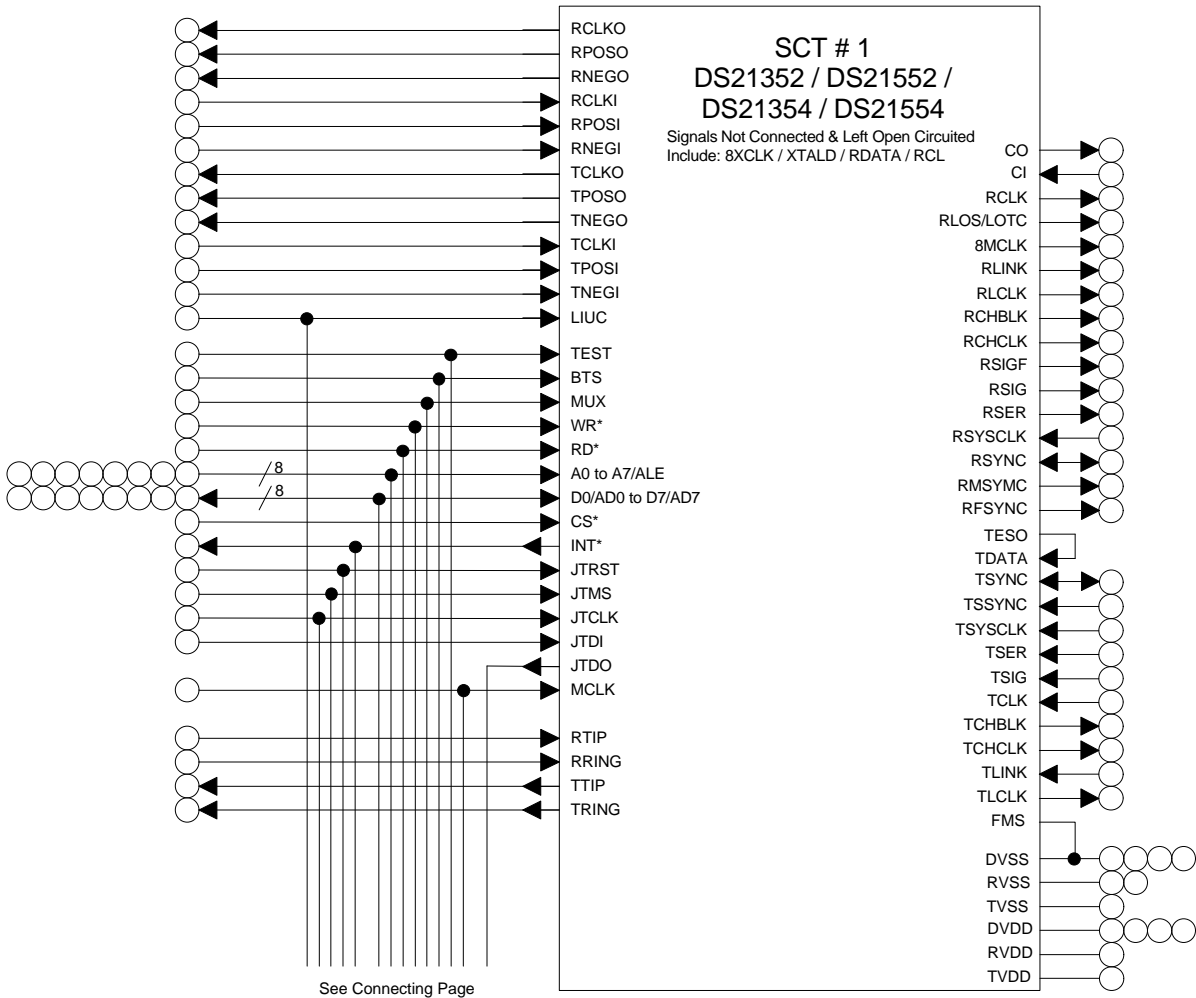 SCT # 1
DS21352 / DS21552 /
DS21354 / DS21554
Signals Not Connected & Left Open Circuited
Include: 8XCLK / XTALD / RDATA / RCL
RCLKO
RPOSO
RNEGO
RCLKI
RPOSI
RNEGI
TCLKO
TPOSO
TNEGO
TCLKI
TPOSI
TNEGI
LIUC
TEST
BTS
MUX
WR*
RD*
8
A0 to A7/ALE
8
D0/AD0 to D7/AD7
CS*
INT*
JTRST
JTMS
JTCLK
JTDI
JTDO
MCLK
RTIP
RRING
TTIP
TRING
CO
CI
RCLK
RLOS/LOTC
8MCLK
RLINK
RLCLK
RCHBLK
RCHCLK
RSIGF
RSIG
RSER
RSYSCLK
RSYNC
RMSYMC
RFSYNC
TESO
TDATA
TSYNC
TSSYNC
TSYSCLK
TSER
TSIG
TCLK
TCHBLK
TCHCLK
TLINK
TLCLK
FMS
DVSS
RVSS
TVSS
DVDD
RVDD
TVDD
See Connecting Page